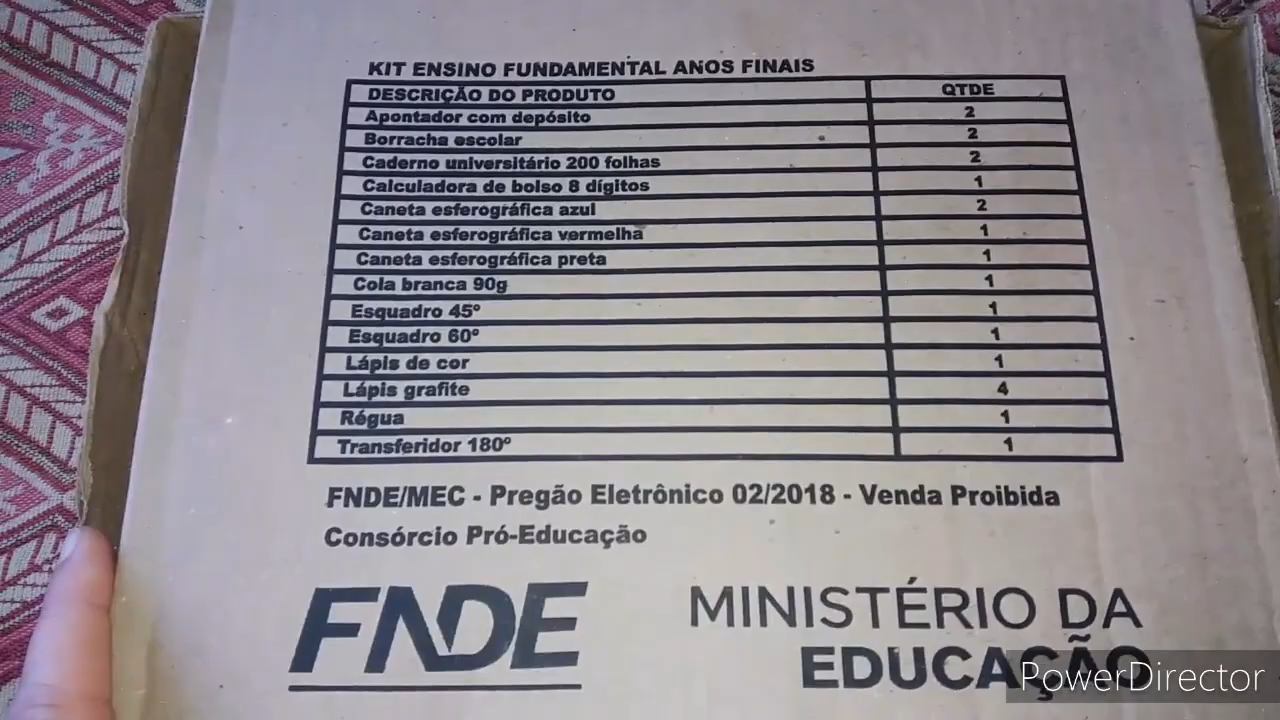 KIT ENSINO FUNDAMENTAL ANOS FINAIS
DESCRIÇÃO DO PRODUTO QTDE
Apontador com depósito 2
Borracha escolar 2
Caderno universitário 200 folhas 2
Calculadora de bolso 8 dígitos 1
Caneta esferográfica azul 2
Caneta esferográfica vermelha 1
Caneta esferográfica preta 1
Cola branca 90g 1
Esquadro 45º 1
Esquadro 60º 1
Lápis de cor 1
Lápis grafite 4
Régua 1
Transferidor 180º 1
FNDE/MEC - Pregão Eletrônico 02/2018 - Venda Proibida
Consórcio Pró-Educação
FNDE
MINISTÉRIO DA
EDUCAÇÃO
PowerDirector